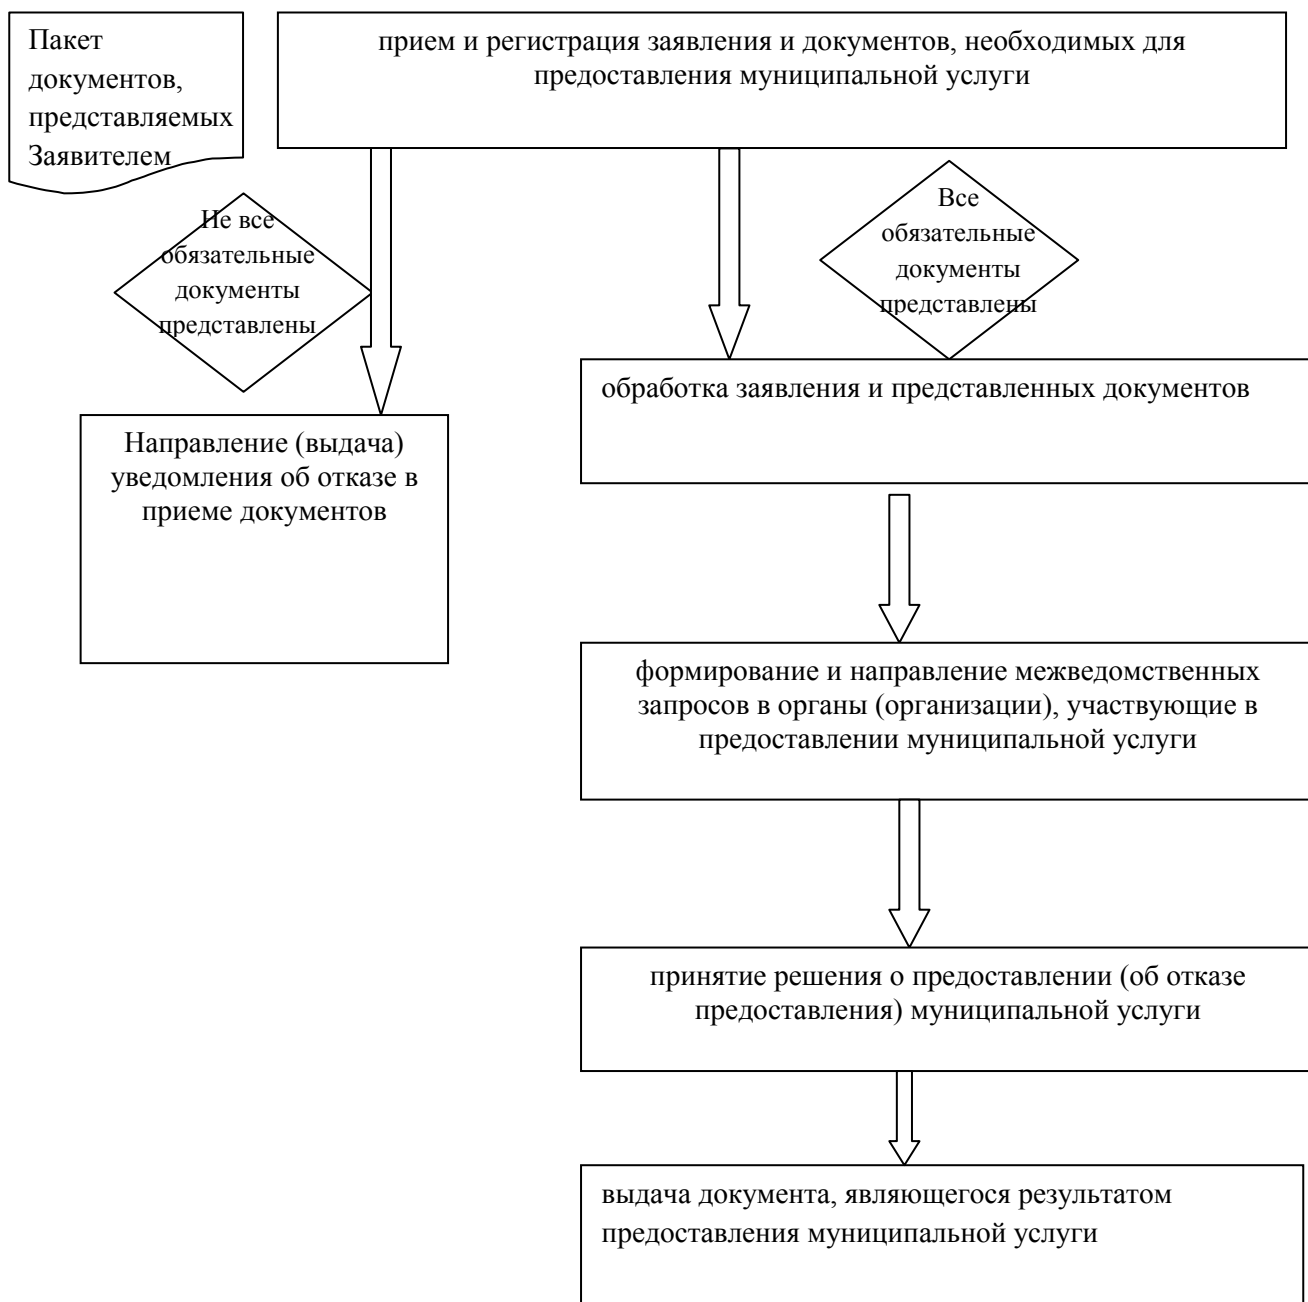 Пакет
документов,
представляемых
Заявителем
прием и регистрация заявления и документов, необходимых для
предоставления муниципальной услуги
Не все
обязательные
документы
представлены
Все
обязательные
документы
представлены
обработка заявления и представленных документов
Направление (выдача)
уведомления об отказе в
приеме документов
формирование и направление межведомственных
запросов в органы (организации), участвующие в
предоставлении муниципальной услуги
принятие решения о предоставлении (об отказе
предоставления) муниципальной услуги
выдача документа, являющегося результатом
предоставления муниципальной услуги